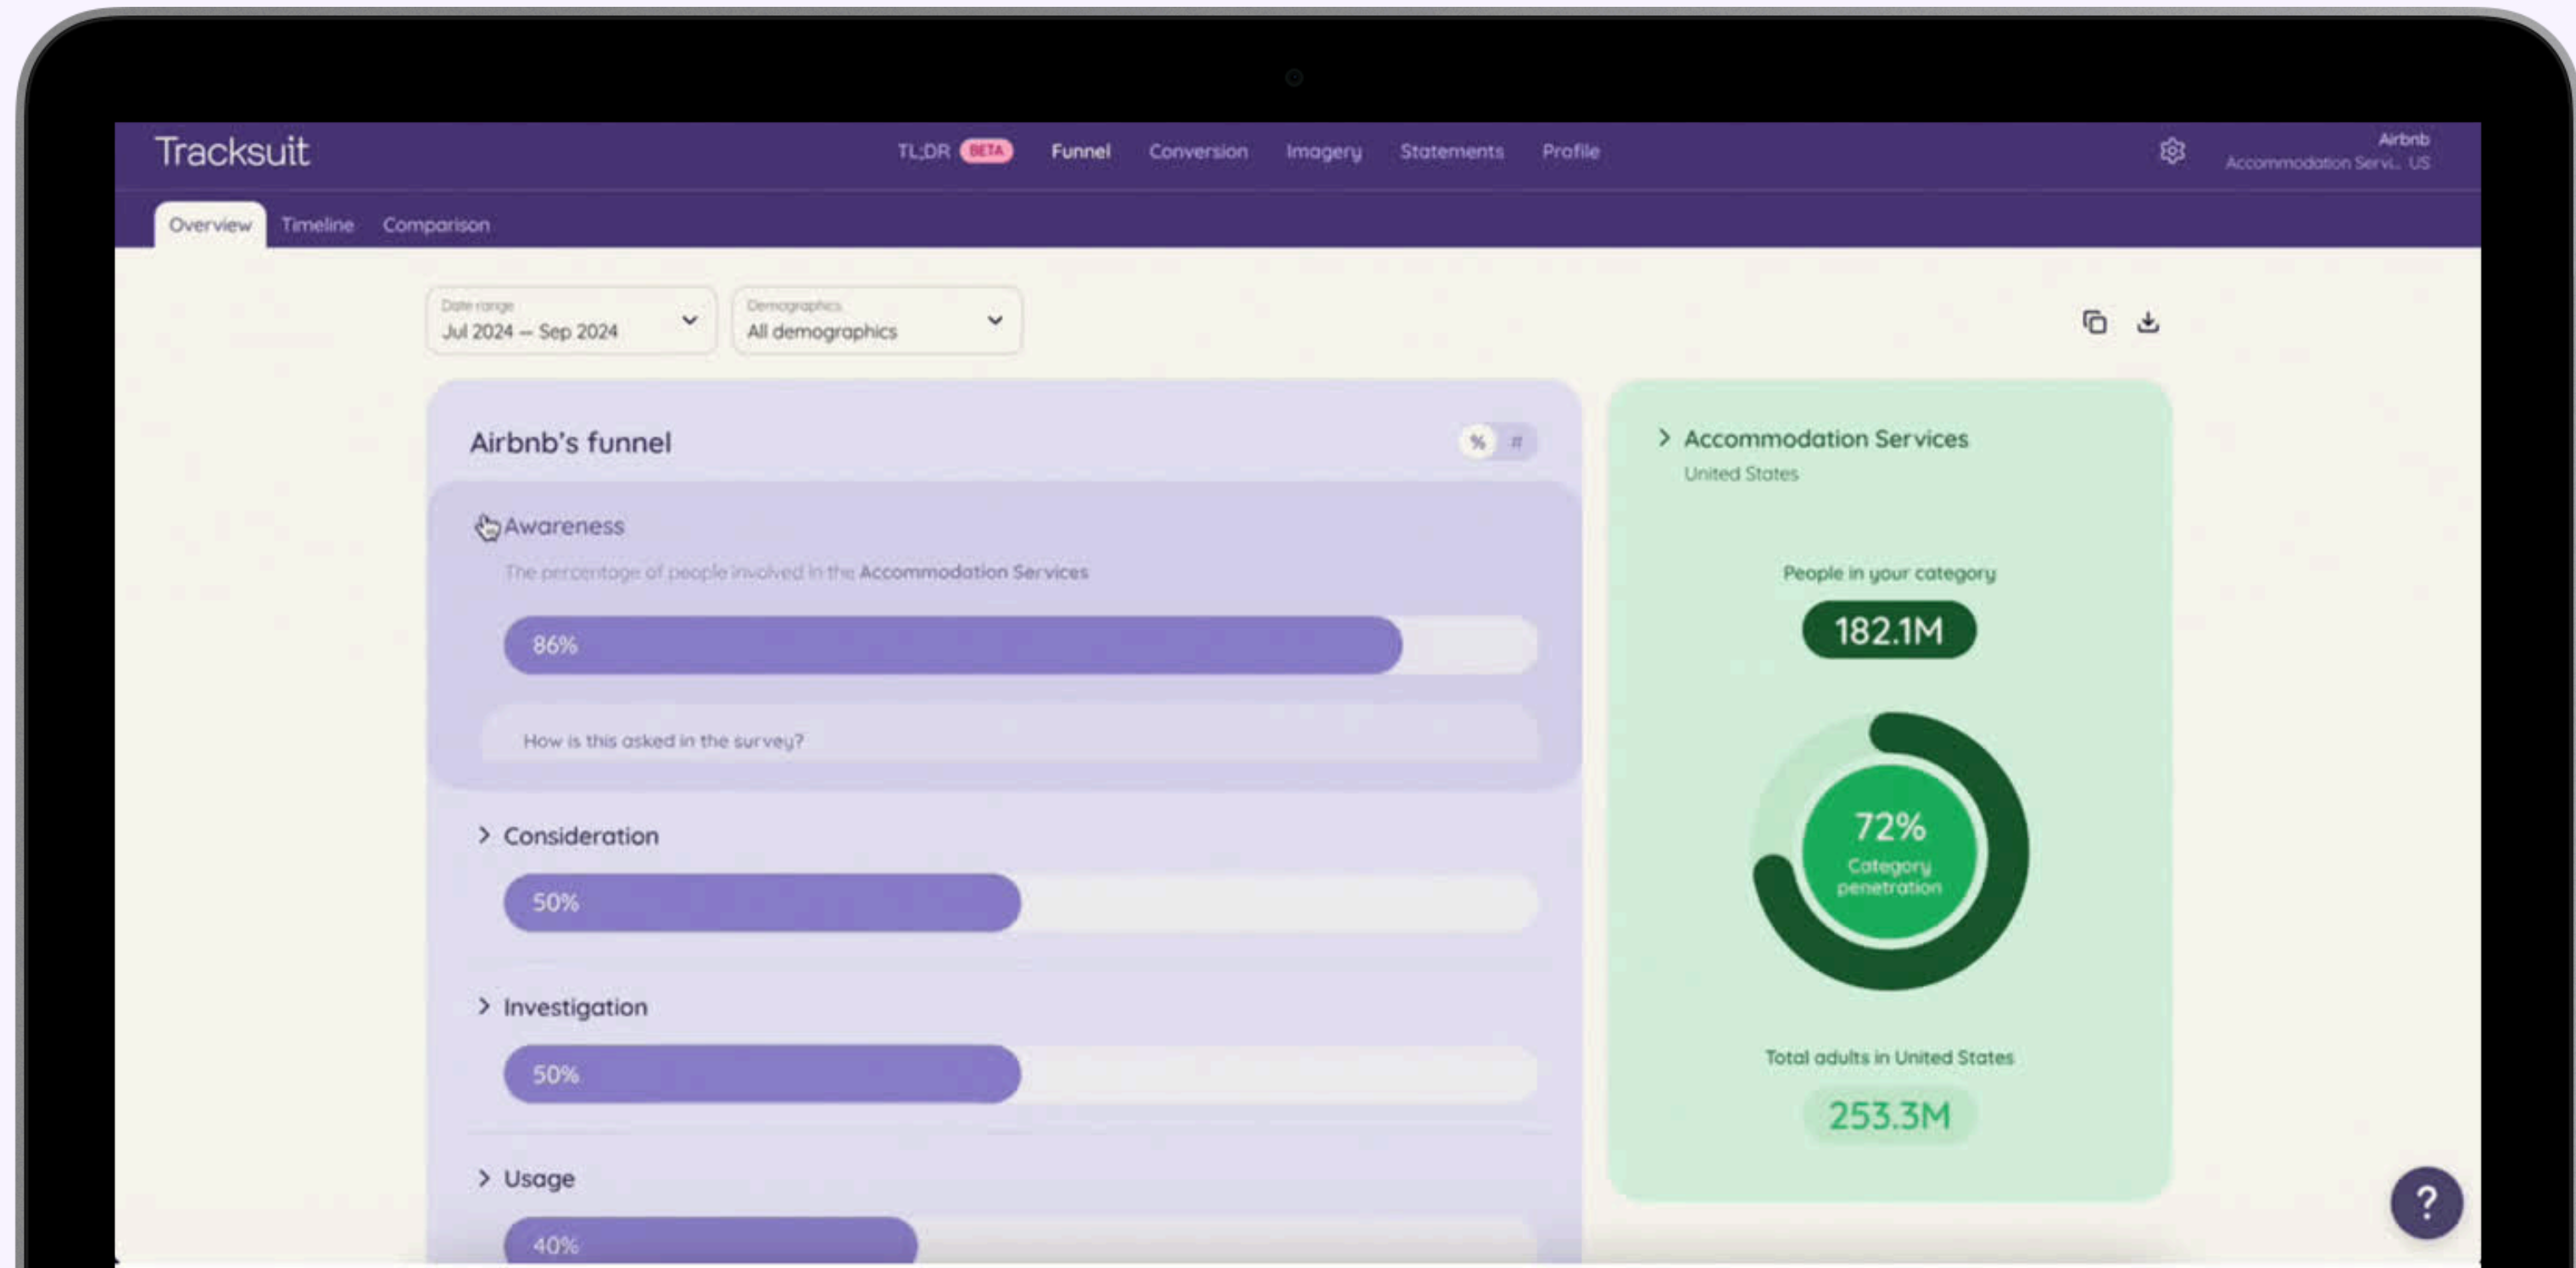 Tracksuit
TL;DR BETA Funnel Conversion Imagery Statements Profile
Airbnb
Accommodation Servi... US
Overview Timeline Comparison
Date range
Jul 2024 — Sep 2024
Demographics
All demographics
Airbnb's funnel
% #
Awareness
The percentage of people involved in the Accommodation Services
86%
How is this asked in the survey?
Consideration
50%
Investigation
50%
Usage
40%
Accommodation Services
United States
People in your category
182.1M
72%
Category
penetration
Total adults in United States
253.3M
?